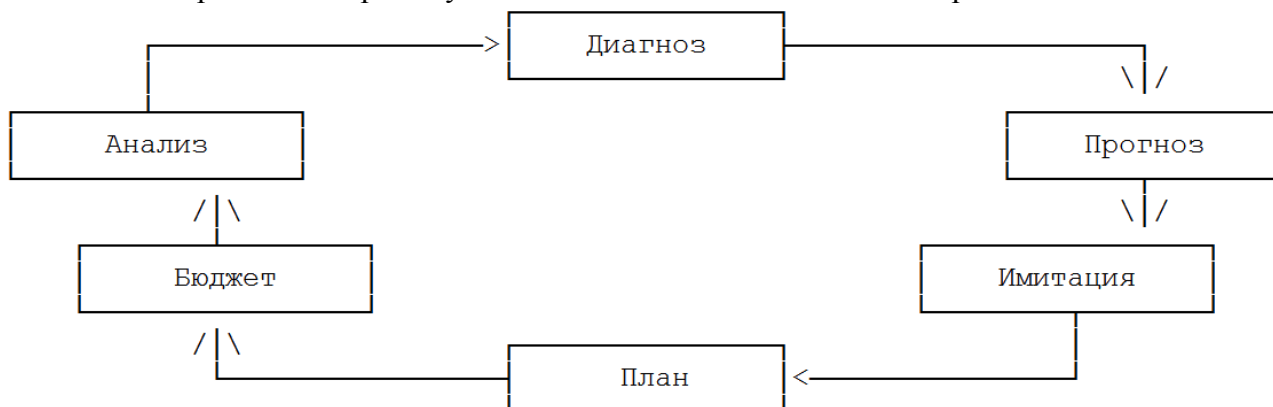 Диагноз
Анализ
Прогноз
Бюджет
Имитация
План